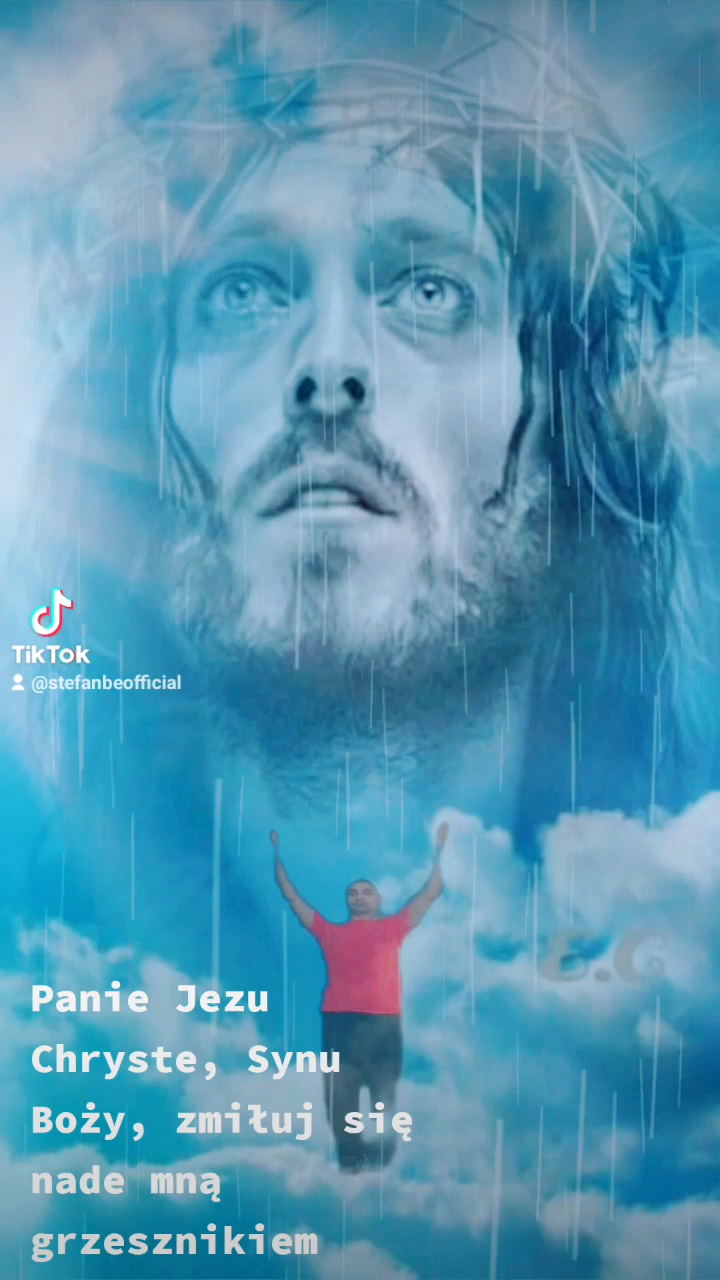 TikTok
@stefanbeofficial
E.C
Panie Jezu
Chryste, Synu
Boży, zmiłuj się
nade mną
grzesznikiem